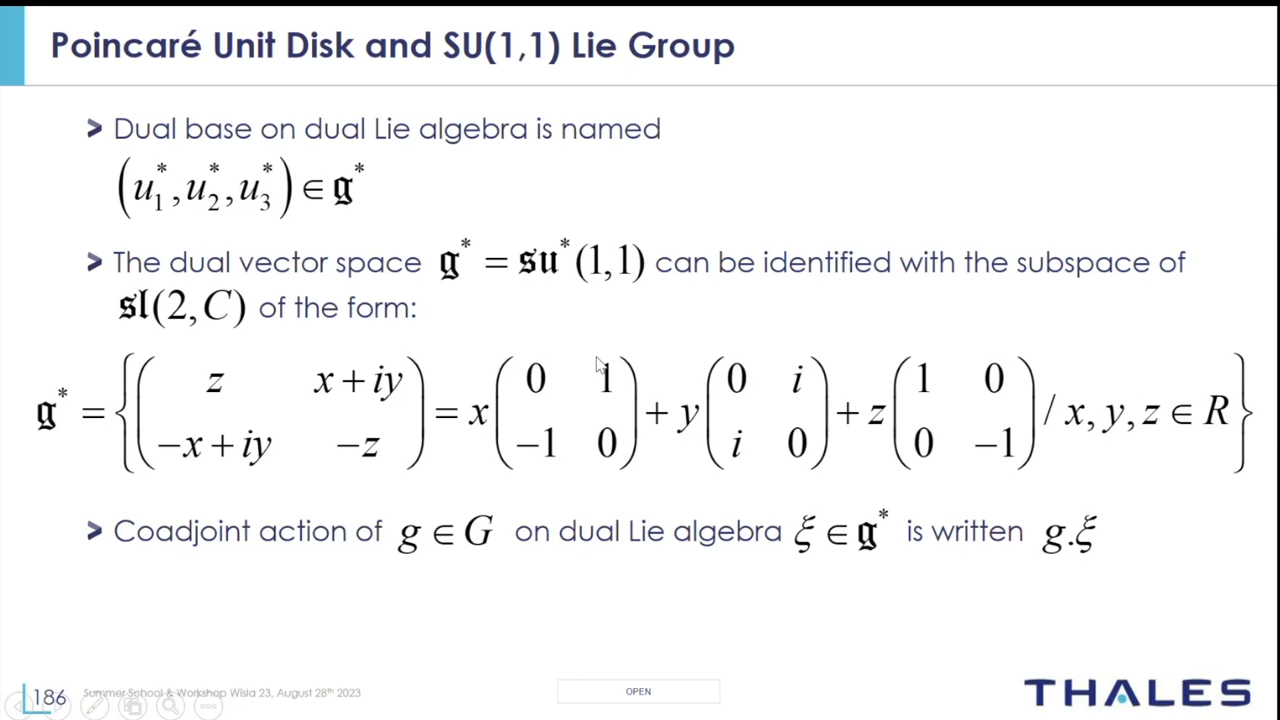 Poincaré Unit Disk and SU(1,1) Lie Group
> Dual base on dual Lie algebra is named
(u₁*, u₂*, u₃*) ∈ 𝔤*
> The dual vector space 𝔤* = 𝔰𝔲*(1,1) can be identified with the subspace of
𝔰𝔩(2,C) of the form:
𝔤* = { ( z x+iy ; −x+iy −z ) = x ( 0 1 ; −1 0 ) + y ( 0 i ; i 0 ) + z ( 1 0 ; 0 −1 ) / x, y, z ∈ R }
> Coadjoint action of g ∈ G on dual Lie algebra ξ ∈ 𝔤* is written g.ξ
186 Summer School & Workshop Wisla 23, August 28th 2023
OPEN
THALES